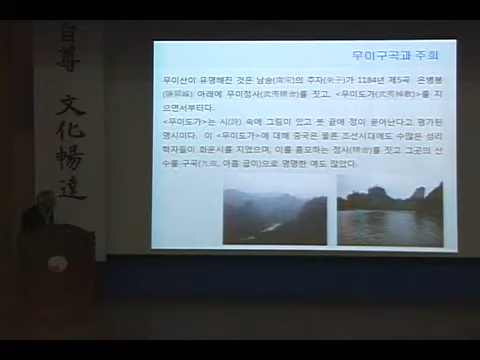 自
尊
文
化
暢
達
무이구곡과 주희
무이산이 유명해진 것은 남송(南宋)의 주자(朱子)가 1184년 제5곡 은병봉
(隱屛峰) 아래에 무이정사(武夷精舍)를 짓고, <무이도가(武夷棹歌)>를 지
으면서부터다.
<무이도가>는 시(詩) 속에 그림이 있고 붓 끝에 정이 묻어난다고 평가된
명시이다. 이 <무이도가>에 대해 중국은 물론 조선시대에도 수많은 성리
학자들이 화운시를 지었으며, 이를 흠모하는 정사(精舍)를 짓고 그곳의 산
수를 구곡(九曲, 아홉 굽이)으로 명명한 예도 많았다.